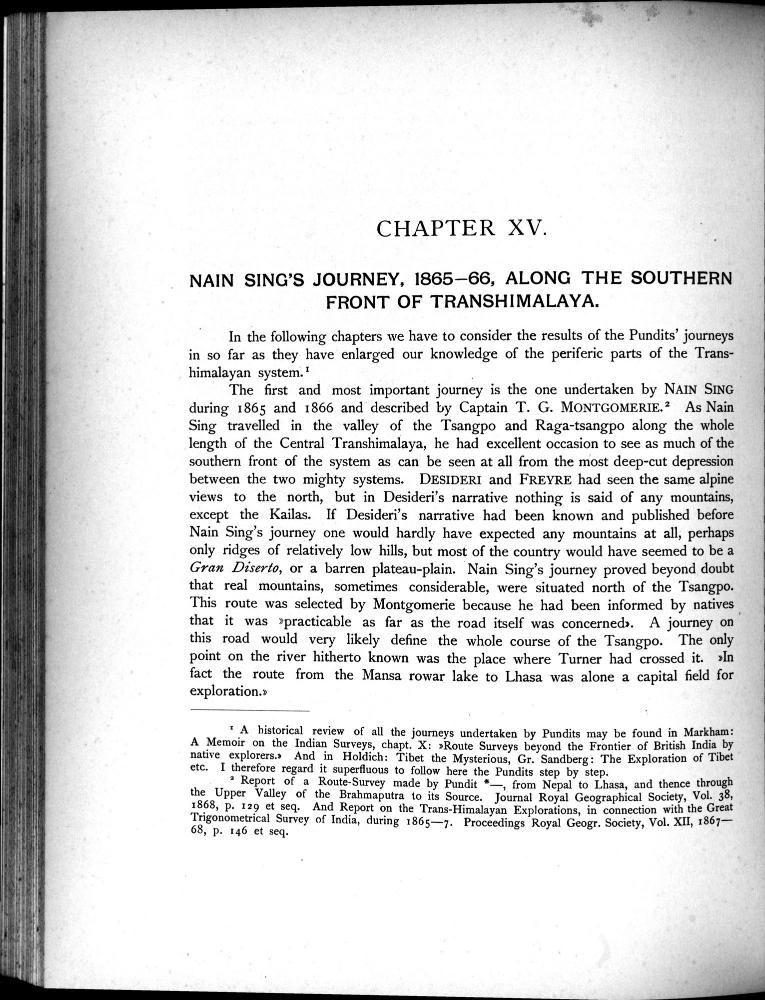 CHAPTER XV.
NAIN SING'S JOURNEY, 1865—66, ALONG THE SOUTHERN
FRONT OF TRANSHIMALAYA.
In the following chapters we have to consider the results of the Pundits' journeys
in so far as they have enlarged our knowledge of the periferic parts of the Trans-
himalayan system.¹
The first and most important journey is the one undertaken by NAIN SING
during 1865 and 1866 and described by Captain T. G. MONTGOMERIE.² As Nain
Sing travelled in the valley of the Tsangpo and Raga-tsangpo along the whole
length of the Central Transhimalaya, he had excellent occasion to see as much of the
southern front of the system as can be seen at all from the most deep-cut depression
between the two mighty systems. DESIDERI and FREYRE had seen the same alpine
views to the north, but in Desideri's narrative nothing is said of any mountains,
except the Kailas. If Desideri's narrative had been known and published before
Nain Sing's journey one would hardly have expected any mountains at all, perhaps
only ridges of relatively low hills, but most of the country would have seemed to be a
Gran Diserto, or a barren plateau-plain. Nain Sing's journey proved beyond doubt
that real mountains, sometimes considerable, were situated north of the Tsangpo.
This route was selected by Montgomerie because he had been informed by natives
that it was »practicable as far as the road itself was concerned». A journey on
this road would very likely define the whole course of the Tsangpo. The only
point on the river hitherto known was the place where Turner had crossed it. »In
fact the route from the Mansa rowar lake to Lhasa was alone a capital field for
exploration.»
¹ A historical review of all the journeys undertaken by Pundits may be found in Markham:
A Memoir on the Indian Surveys, chapt. X: »Route Surveys beyond the Frontier of British India by
native explorers.» And in Holdich: Tibet the Mysterious, Gr. Sandberg: The Exploration of Tibet
etc. I therefore regard it superfluous to follow here the Pundits step by step.
² Report of a Route-Survey made by Pundit *—, from Nepal to Lhasa, and thence through
the Upper Valley of the Brahmaputra to its Source. Journal Royal Geographical Society, Vol. 38,
1868, p. 129 et seq. And Report on the Trans-Himalayan Explorations, in connection with the Great
Trigonometrical Survey of India, during 1865—7. Proceedings Royal Geogr. Society, Vol. XII, 1867—
68, p. 146 et seq.